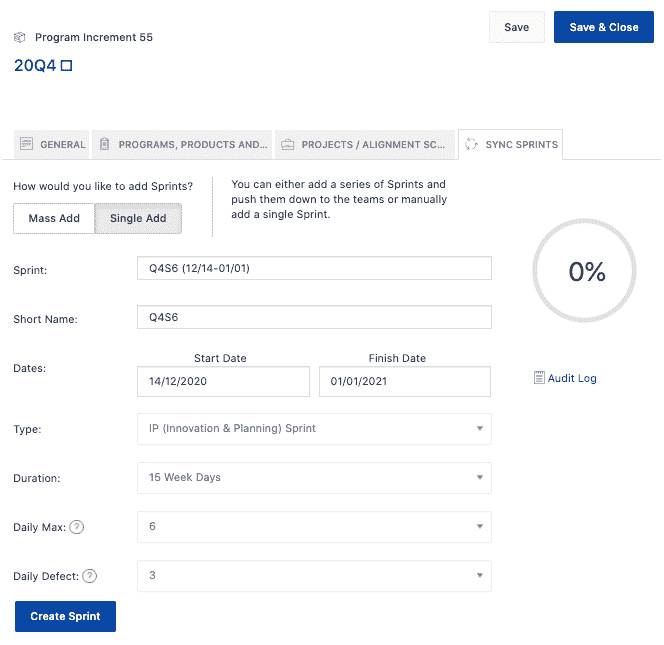 Program Increment 55
Save
Save & Close
20Q4
GENERAL
PROGRAMS, PRODUCTS AND...
PROJECTS / ALIGNMENT SC...
SYNC SPRINTS
How would you like to add Sprints?
Mass Add
Single Add
You can either add a series of Sprints and
push them down to the teams or manually
add a single Sprint.
Sprint:
Q4S6 (12/14-01/01)
0%
Short Name:
Q4S6
Dates:
Start Date
Finish Date
14/12/2020
01/01/2021
Audit Log
Type:
IP (Innovation & Planning) Sprint
Duration:
15 Week Days
Daily Max: ?
6
Daily Defect: ?
3
Create Sprint